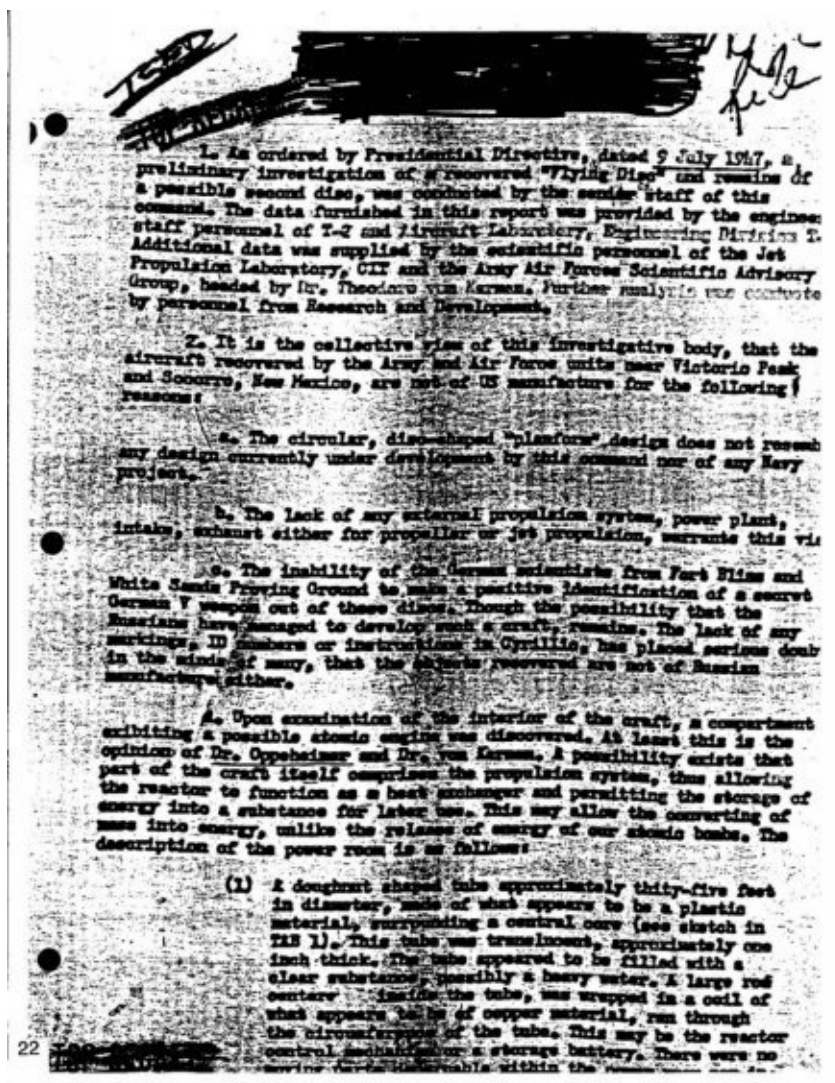 1. As ordered by Presidential Directive, dated 9 July 1947, a
preliminary investigation of a recovered "Flying Disc" and remains of
a possible second disc, was conducted by the senior staff of this
command. The data furnished in this report was provided by the engineer
staff personnel of T-2 and Aircraft Laboratory, Engineering Division T-
Additional data was supplied by the scientific personnel of the Jet
Propulsion Laboratory, CIT and the Army Air Forces Scientific Advisory
Group, headed by Dr. Theodore von Karman. Further analysis was conducte
by personnel from Research and Development.
2. It is the collective view of this investigative body, that the
aircraft recovered by the Army and Air Force units near Victorio Peak
and Socorro, New Mexico, are not of US manufacture for the following
reasons:
a. The circular, disc-shaped "planform" design does not resemb
any design currently under development by this command nor of any Navy
project.
b. The lack of any external propulsion system, power plant,
intake, exhaust either for propeller or jet propulsion, warrants this vie
c. The inability of the German scientists from Fort Bliss and
White Sands Proving Ground to make a positive identification of a secret
German V weapon out of these discs. Though the possibility that the
Russians have managed to develop such a craft, remains. The lack of any
markings, ID numbers or instructions in Cyrillic, has placed serious doub
in the minds of many, that the objects recovered are not of Russian
manufacture either.
d. Upon examination of the interior of the craft, a compartment
exibiting a possible atomic engine was discovered. At least this is the
opinion of Dr. Oppeheimer and Dr. von Karman. A possibility exists that
part of the craft itself comprises the propulsion system, thus allowing
the reactor to function as a heat exchanger and permitting the storage of
energy into a substance for later use. This may allow the converting of
mass into energy, unlike the release of energy of our atomic bombs. The
description of the power room is as follows:
(1) A doughnut shaped tube approximately thity-five feet
in diameter, made of what appears to be a plastic
material, surrounding a central core (see sketch in
TAB 1). This tube was translucent, approximately one
inch thick. The tube appeared to be filled with a
clear substance, possibly a heavy water. A large rod
centere inside the tube, was wrapped in a coil of
what appears to be of copper material, ran through
the circumference of the tube. This may be the reactor
control mechanism or a storage battery. There were no
moving parts within the
22